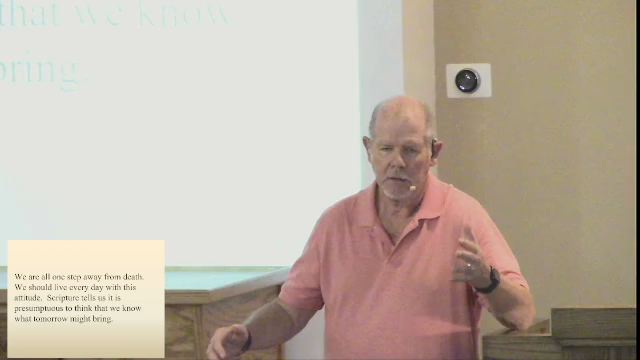 that we know
bring.
We are all one step away from death.
We should live every day with this
attitude.  Scripture tells us it is
presumptuous to think that we know
what tomorrow might bring.